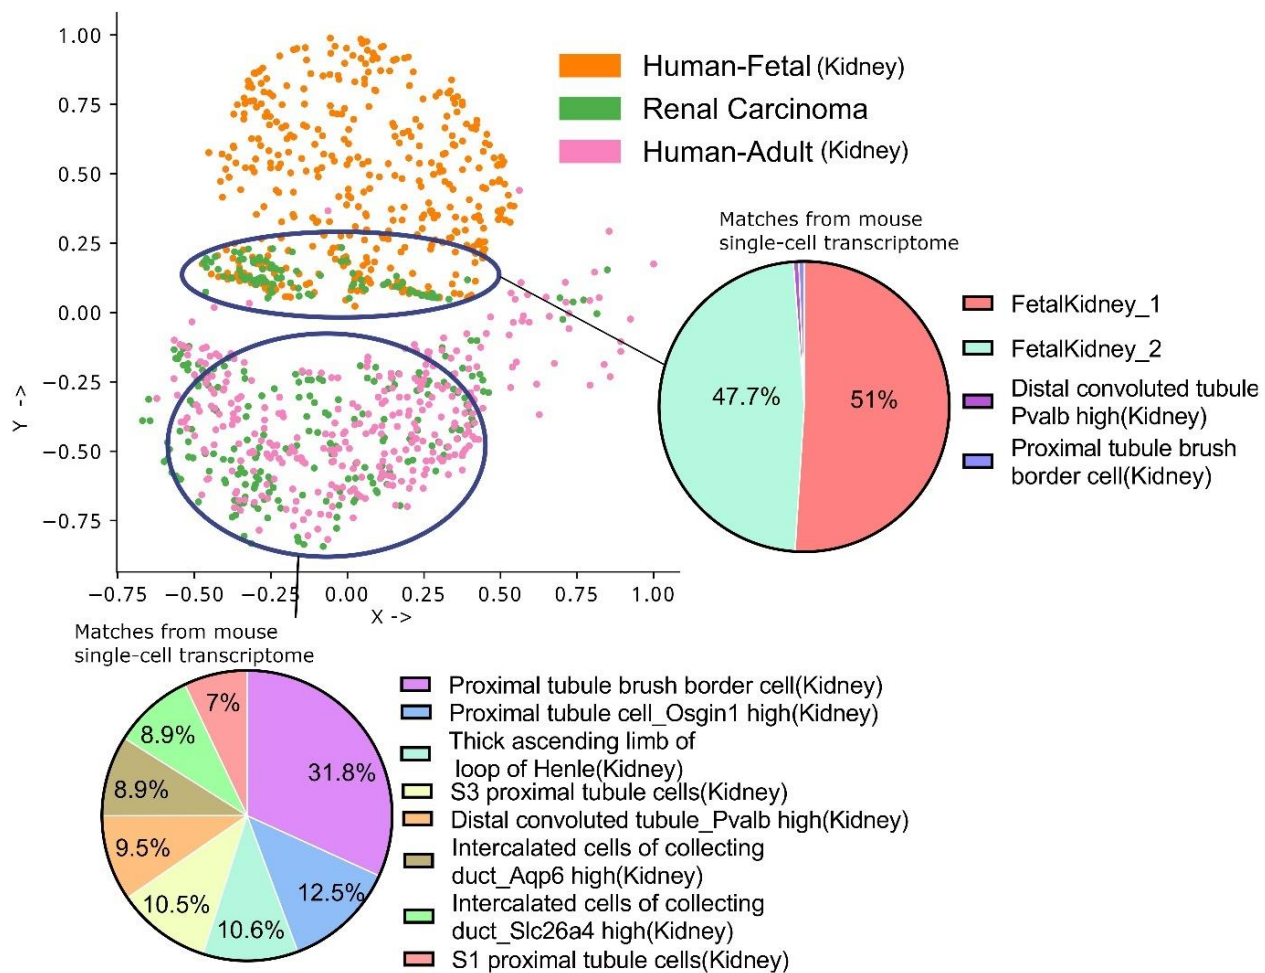 1.00
0.75
0.50
0.25
0.00
−0.25
−0.50
−0.75
Y ->
−0.75 −0.50 −0.25 0.00 0.25 0.50 0.75 1.00
X ->
Human-Fetal (Kidney)
Renal Carcinoma
Human-Adult (Kidney)
Matches from mouse
single-cell transcriptome
47.7%
51%
FetalKidney_1
FetalKidney_2
Distal convoluted tubule
Pvalb high(Kidney)
Proximal tubule brush
border cell(Kidney)
Matches from mouse
single-cell transcriptome
7%
8.9%
31.8%
8.9%
9.5%
12.5%
10.5%
10.6%
Proximal tubule brush border cell(Kidney)
Proximal tubule cell_Osgin1 high(Kidney)
Thick ascending limb of
loop of Henle(Kidney)
S3 proximal tubule cells(Kidney)
Distal convoluted tubule_Pvalb high(Kidney)
Intercalated cells of collecting
duct_Aqp6 high(Kidney)
Intercalated cells of collecting
duct_Slc26a4 high(Kidney)
S1 proximal tubule cells(Kidney)